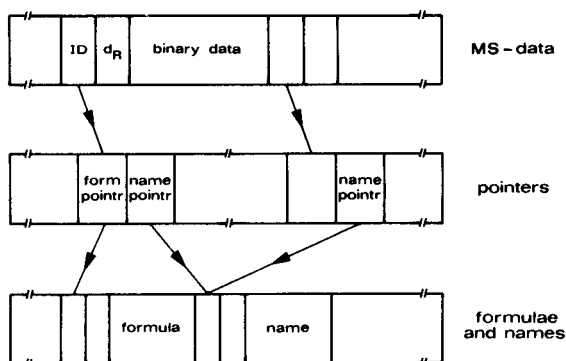 ID d_R binary data MS-data
form pointr name pointr name pointr pointers
formula name formulae and names